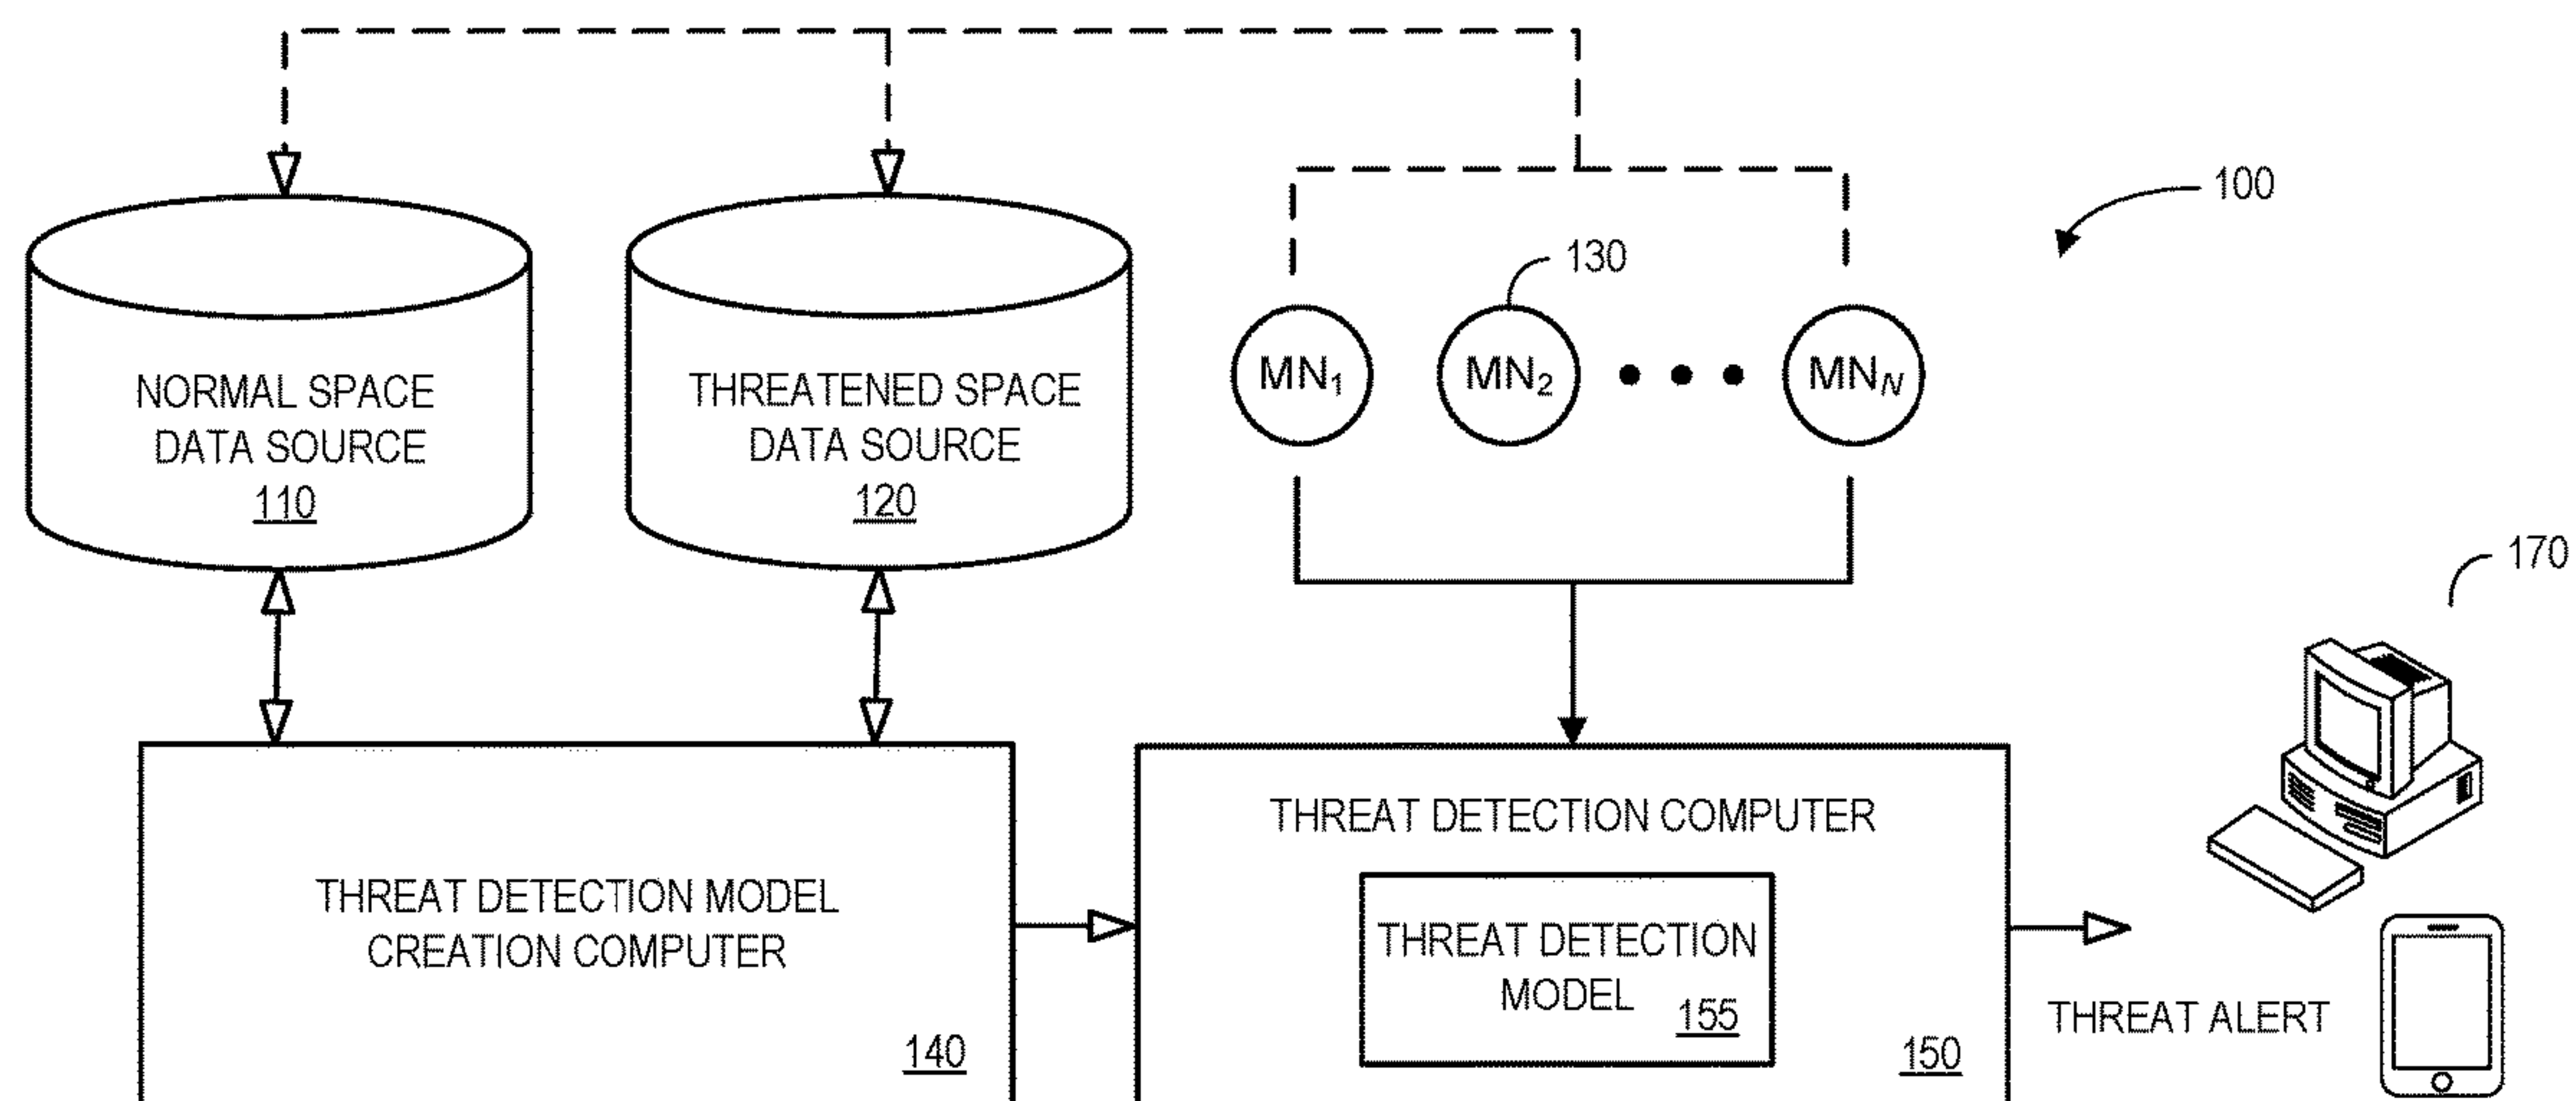 100
130
NORMAL SPACE
DATA SOURCE
110
THREATENED SPACE
DATA SOURCE
120
MN₁
MN₂
MN_N
170
THREAT DETECTION MODEL
CREATION COMPUTER
140
THREAT DETECTION COMPUTER
THREAT DETECTION
MODEL
155
150
THREAT ALERT